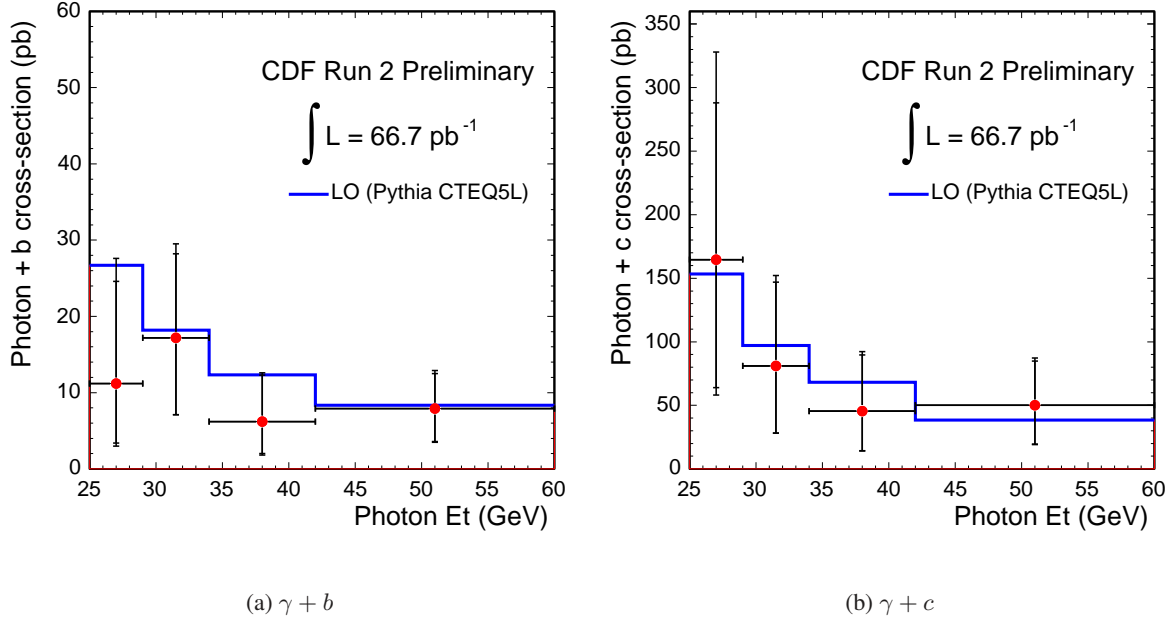 Photon + b cross-section (pb)
60
50
40
30
20
10
0
CDF Run 2 Preliminary
∫ L = 66.7 pb⁻¹
LO (Pythia CTEQ5L)
25 30 35 40 45 50 55 60
Photon Et (GeV)
(a) γ + b
Photon + c cross-section (pb)
350
300
250
200
150
100
50
0
CDF Run 2 Preliminary
∫ L = 66.7 pb⁻¹
LO (Pythia CTEQ5L)
25 30 35 40 45 50 55 60
Photon Et (GeV)
(b) γ + c